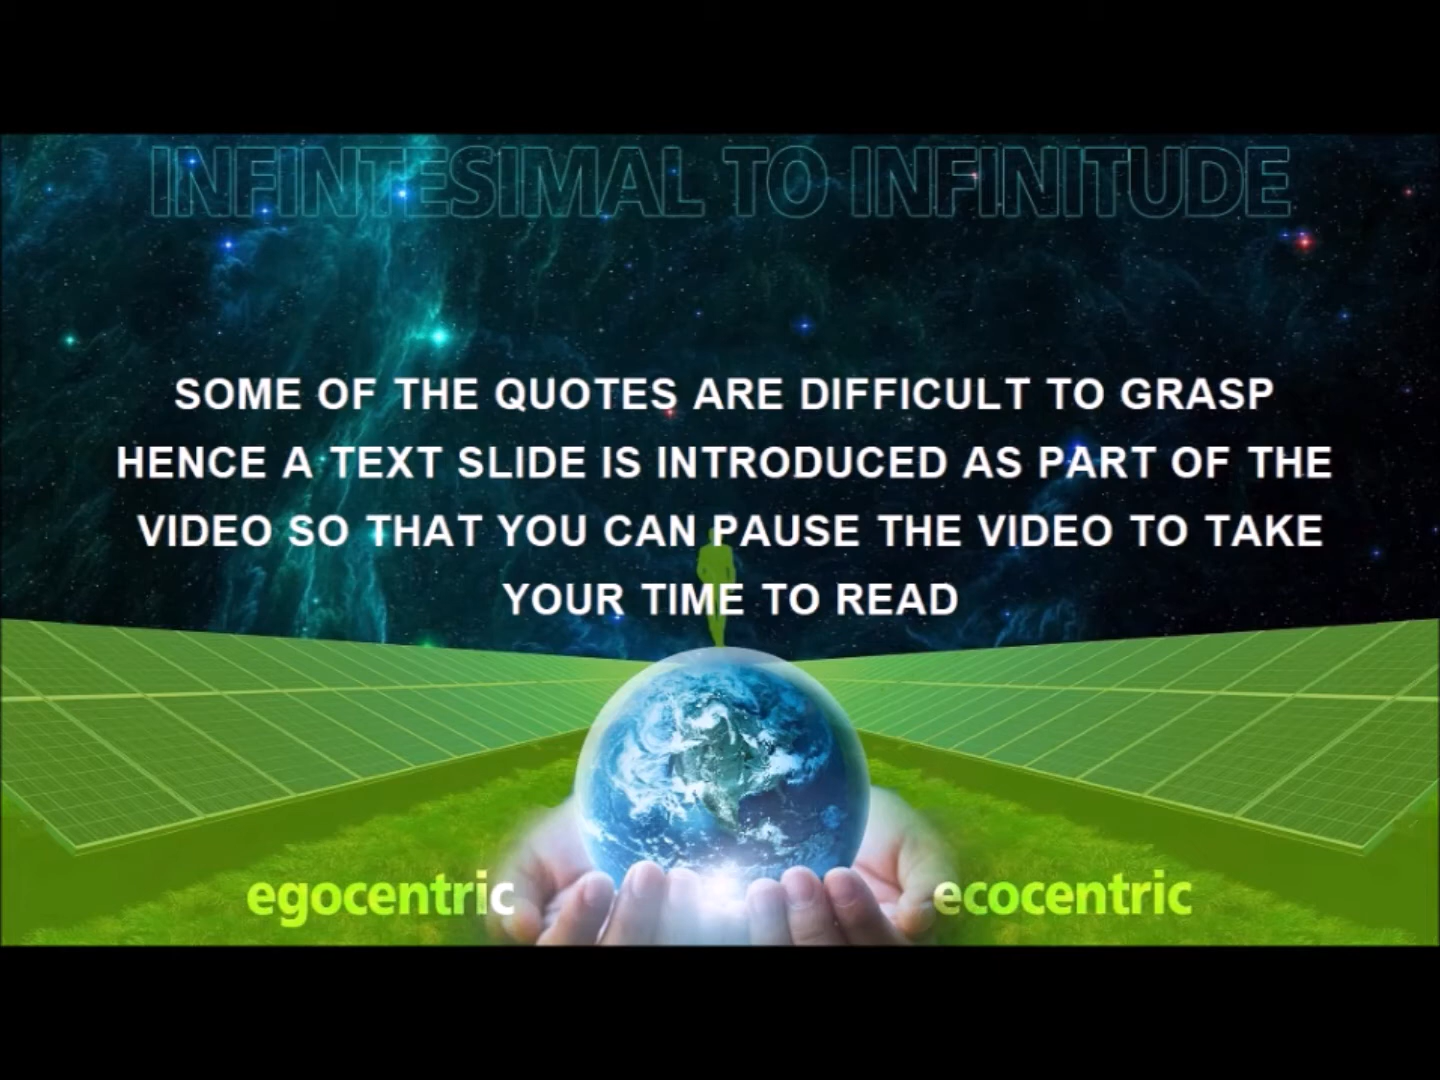 INFINTESIMAL TO INFINITUDE
SOME OF THE QUOTES ARE DIFFICULT TO GRASP
HENCE A TEXT SLIDE IS INTRODUCED AS PART OF THE
VIDEO SO THAT YOU CAN PAUSE THE VIDEO TO TAKE
YOUR TIME TO READ
egocentric
ecocentric